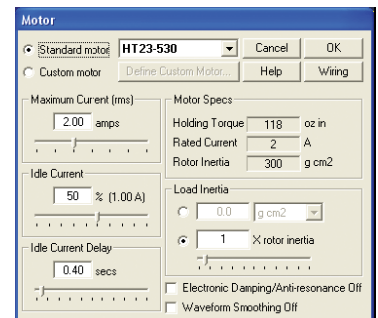 Motor
Standard motor HT23-530 Cancel OK
Custom motor Define Custom Motor... Help Wiring
Maximum Current (rms)
2.00 amps
Idle Current
50 % (1.00 A)
Idle Current Delay
0.40 secs
Motor Specs
Holding Torque 118 oz in
Rated Current 2 A
Rotor Inertia 300 g cm2
Load Inertia
0.0 g cm2
1 X rotor inertia
Electronic Damping/Anti-resonance Off
Waveform Smoothing Off